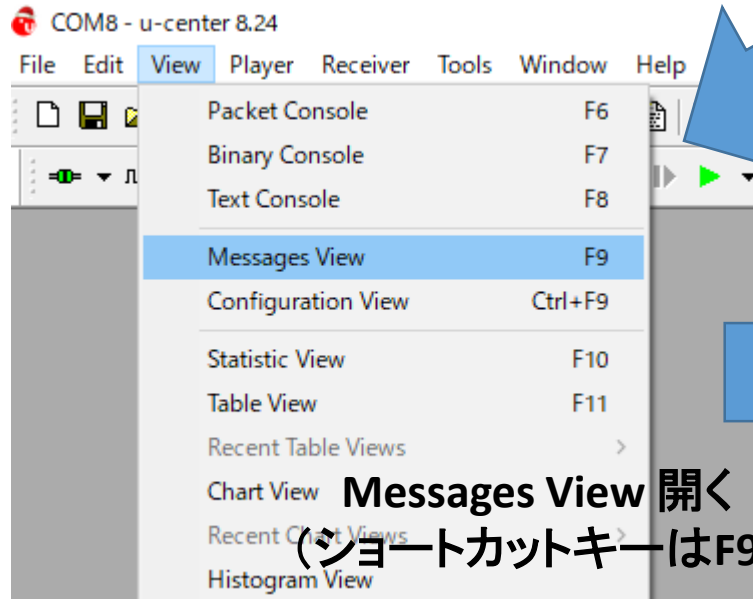 COM8 - u-center 8.24
File Edit View Player Receiver Tools Window Help
Packet Console F6
Binary Console F7
Text Console F8
Messages View F9
Configuration View Ctrl+F9
Statistic View F10
Table View F11
Recent Table Views
Chart View
Messages View 開く
Recent Chart Views
（ショートカットキーはF9
Histogram View